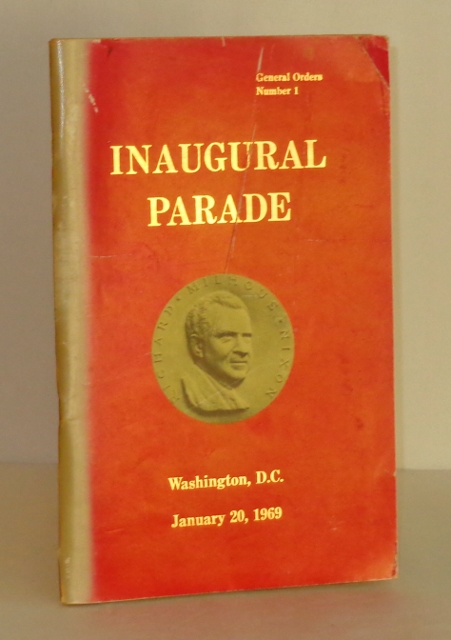 General Orders
Number 1
INAUGURAL
PARADE
RICHARD • MILHOUS • NIXON
Washington, D.C.
January 20, 1969